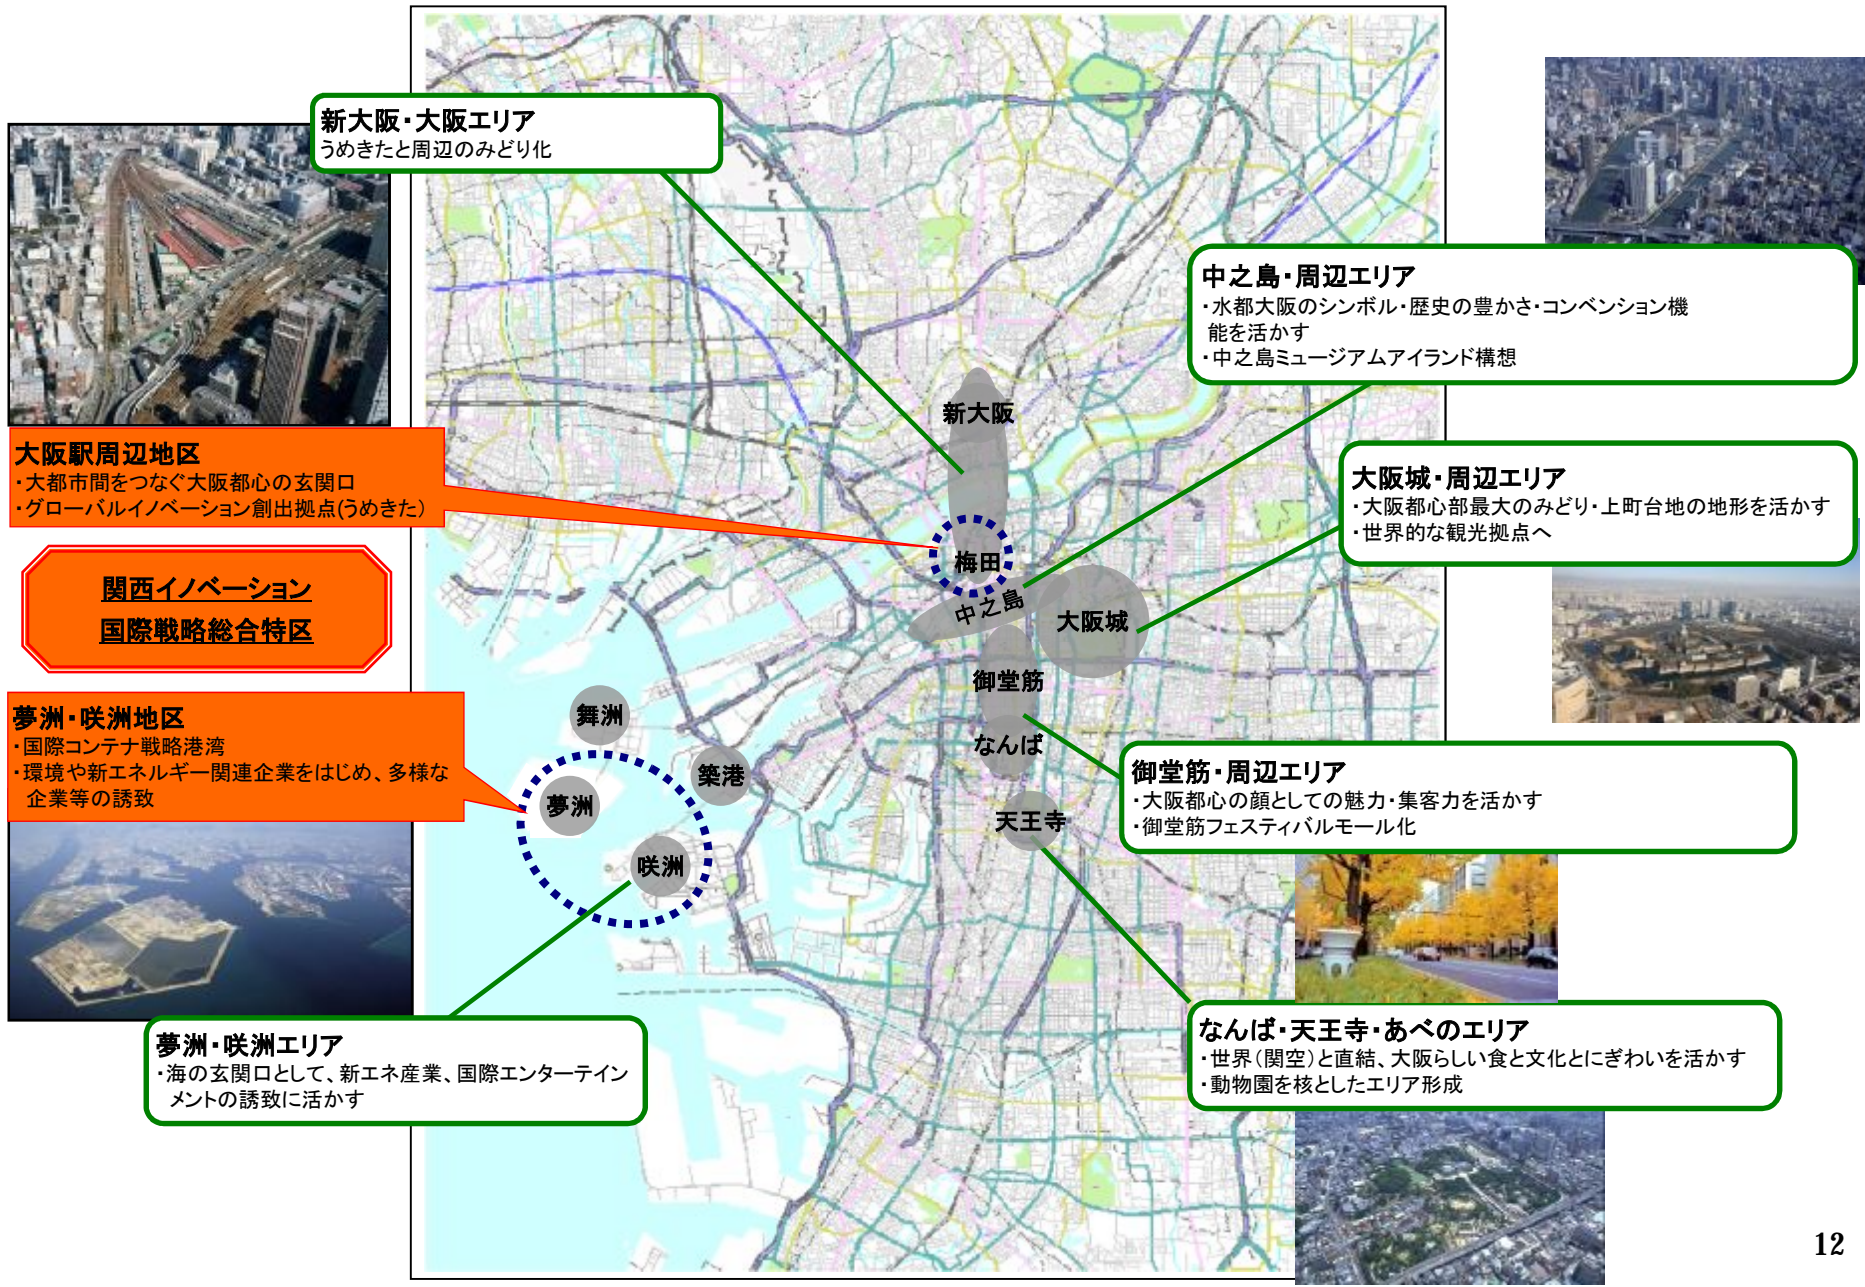 新大阪・大阪エリア
うめきたと周辺のみどり化
中之島・周辺エリア
・水都大阪のシンボル・歴史の豊かさ・コンベンション機
能を活かす
・中之島ミュージアムアイランド構想
大阪駅周辺地区
・大都市間をつなぐ大阪都心の玄関口
・グローバルイノベーション創出拠点(うめきた)
大阪城・周辺エリア
・大阪都心部最大のみどり・上町台地の地形を活かす
・世界的な観光拠点へ
関西イノベーション
国際戦略総合特区
新大阪
梅田
中之島
大阪城
御堂筋
なんば
天王寺
舞洲
築港
夢洲
咲洲
夢洲・咲洲地区
・国際コンテナ戦略港湾
・環境や新エネルギー関連企業をはじめ、多様な
企業等の誘致
御堂筋・周辺エリア
・大阪都心の顔としての魅力・集客力を活かす
・御堂筋フェスティバルモール化
夢洲・咲洲エリア
・海の玄関口として、新エネ産業、国際エンターテイン
メントの誘致に活かす
なんば・天王寺・あべのエリア
・世界(関空)と直結、大阪らしい食と文化とにぎわいを活かす
・動物園を核としたエリア形成
12